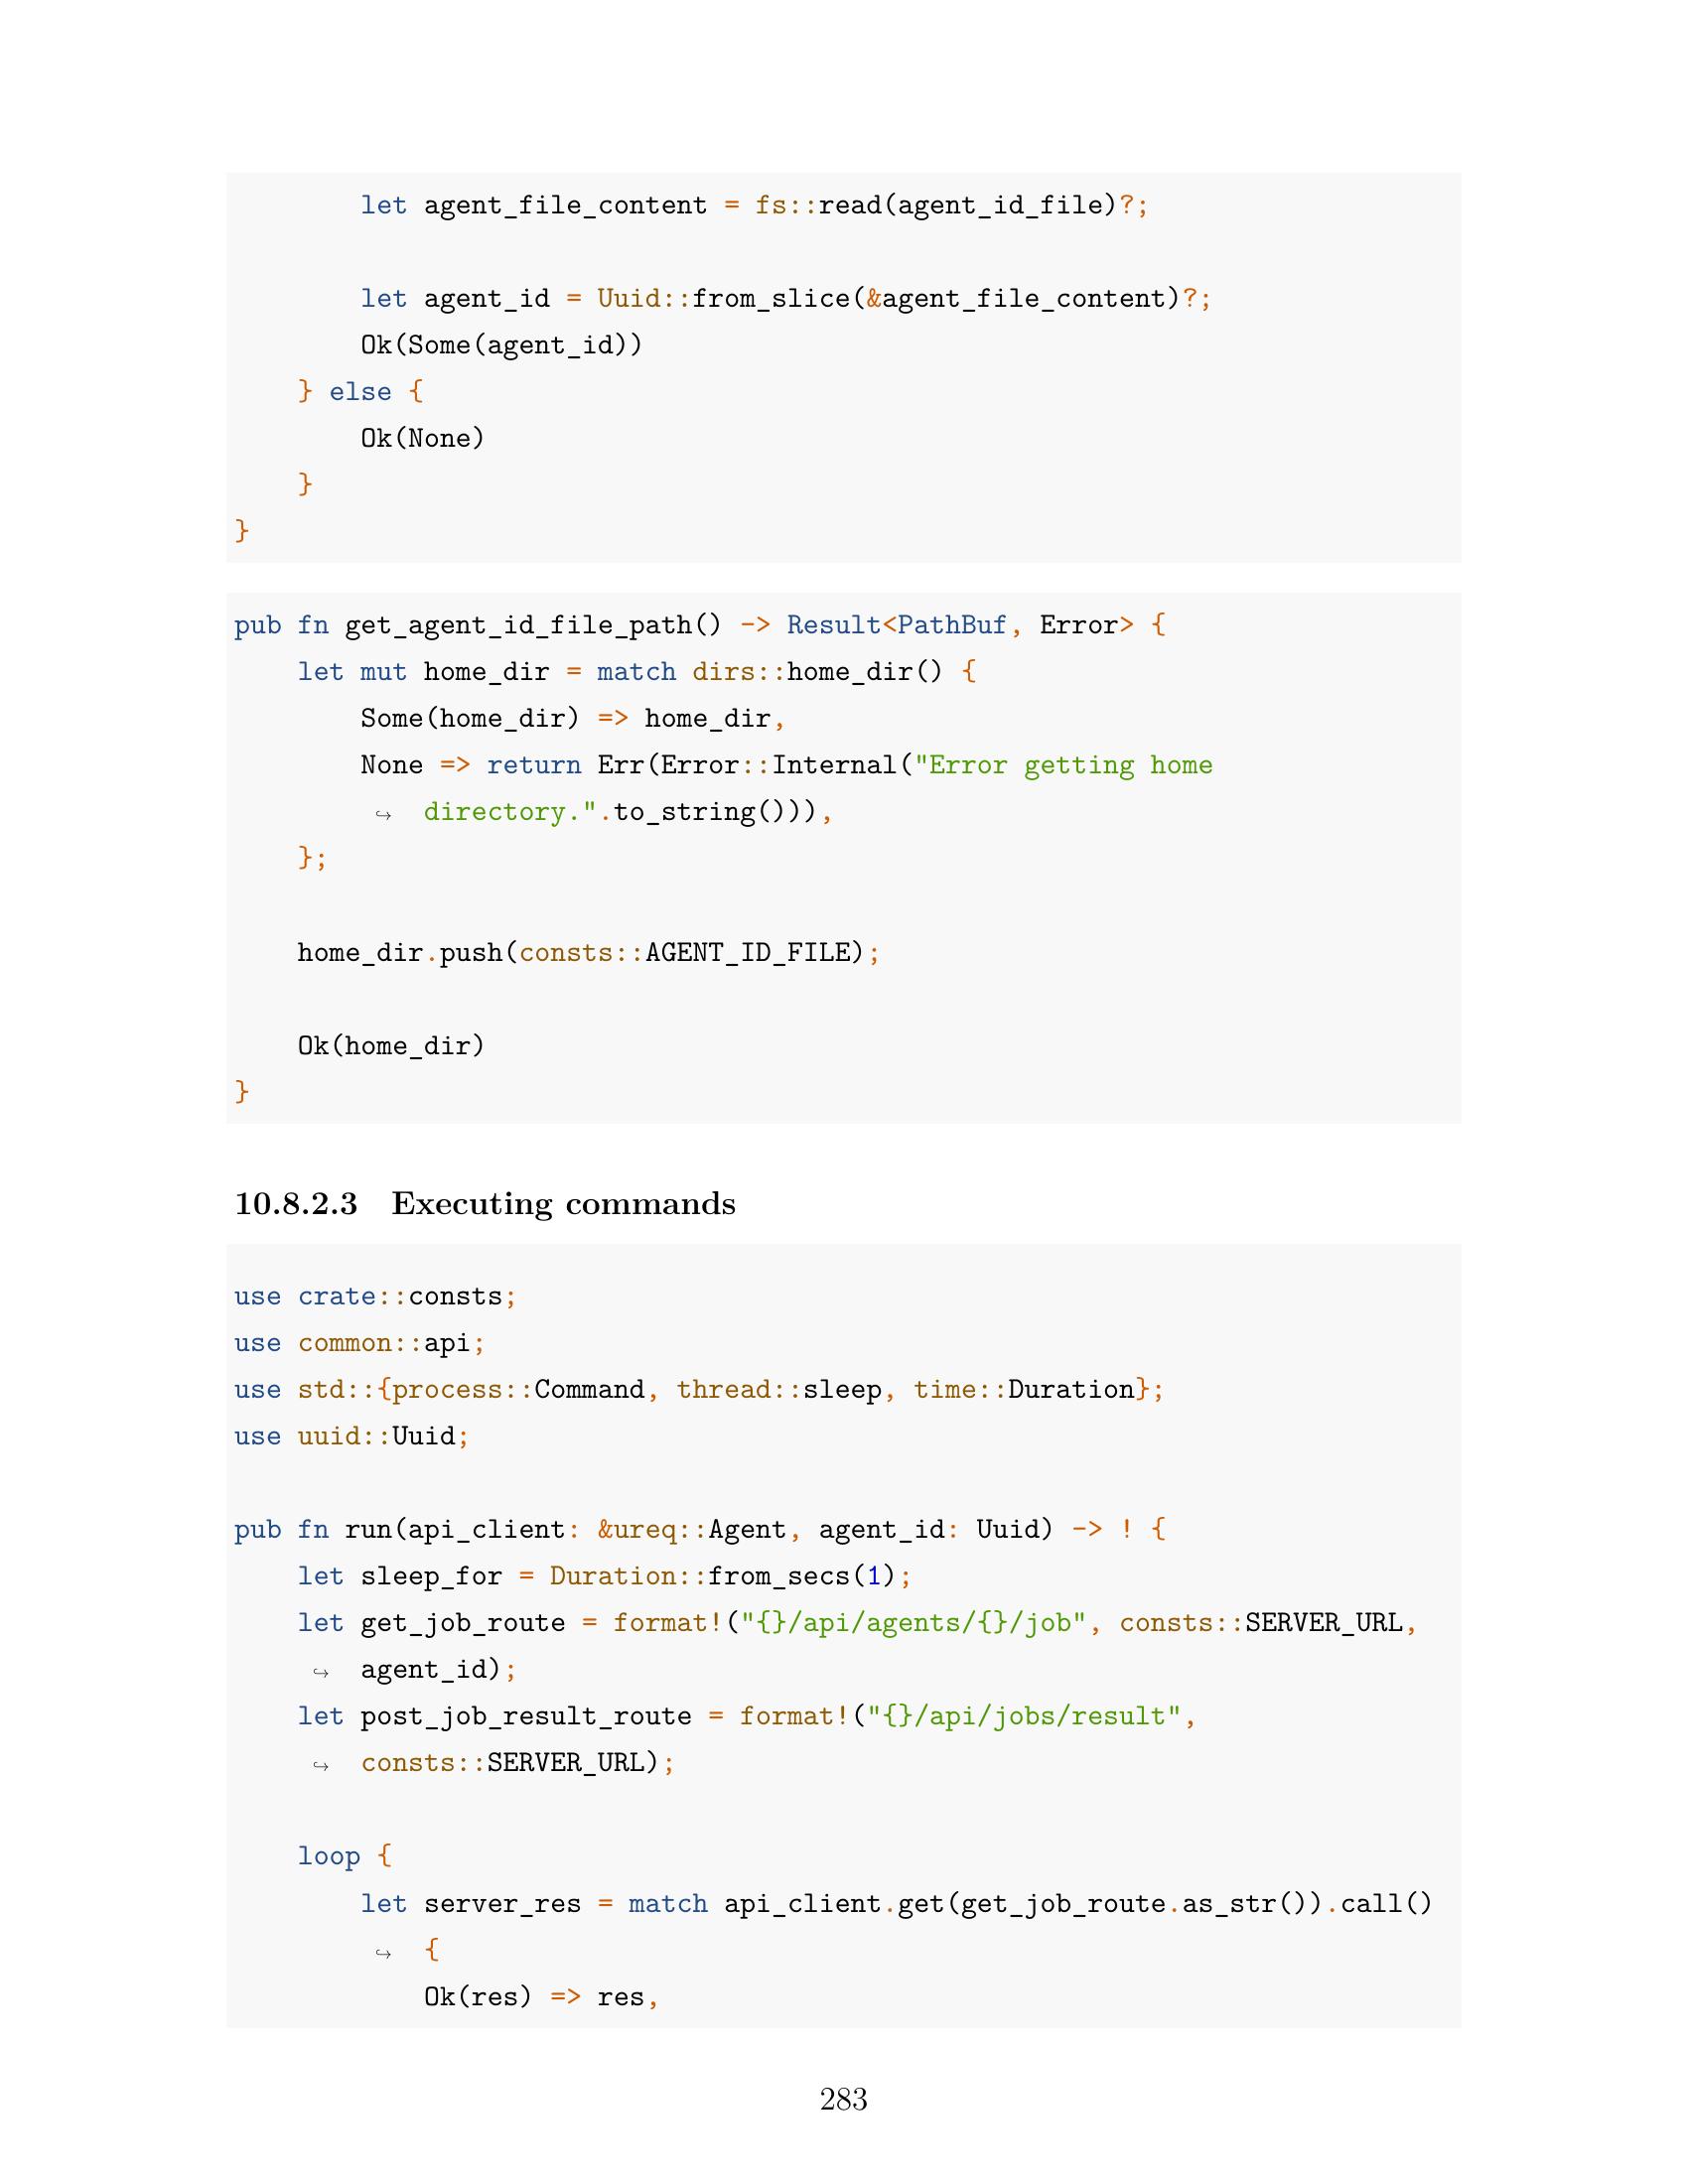 let agent_file_content = fs::read(agent_id_file)?;

        let agent_id = Uuid::from_slice(&agent_file_content)?;
        Ok(Some(agent_id))
    } else {
        Ok(None)
    }
}

pub fn get_agent_id_file_path() -> Result<PathBuf, Error> {
    let mut home_dir = match dirs::home_dir() {
        Some(home_dir) => home_dir,
        None => return Err(Error::Internal("Error getting home
         ↪  directory.".to_string())),
    };

    home_dir.push(consts::AGENT_ID_FILE);

    Ok(home_dir)
}

10.8.2.3 Executing commands

use crate::consts;
use common::api;
use std::{process::Command, thread::sleep, time::Duration};
use uuid::Uuid;

pub fn run(api_client: &ureq::Agent, agent_id: Uuid) -> ! {
    let sleep_for = Duration::from_secs(1);
    let get_job_route = format!("{}/api/agents/{}/job", consts::SERVER_URL,
     ↪  agent_id);
    let post_job_result_route = format!("{}/api/jobs/result",
     ↪  consts::SERVER_URL);

    loop {
        let server_res = match api_client.get(get_job_route.as_str()).call()
         ↪  {
            Ok(res) => res,

283